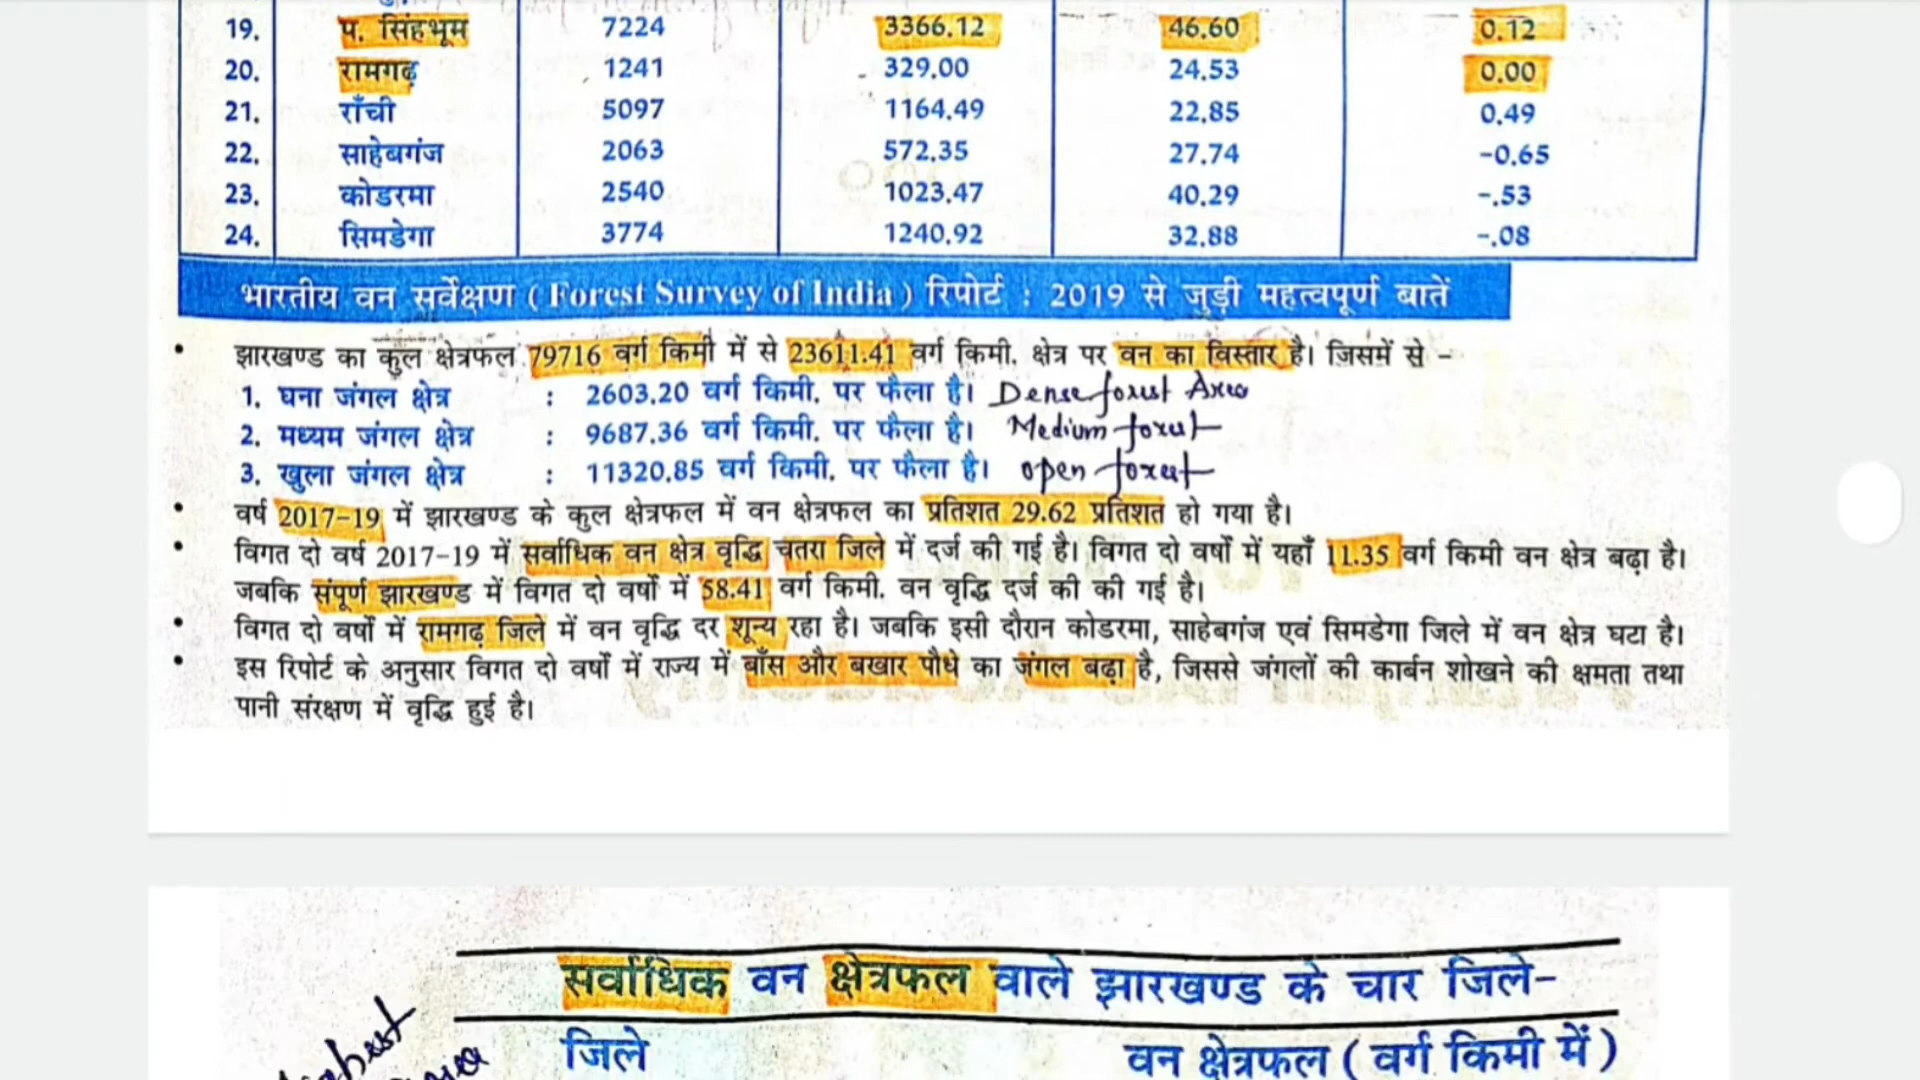 19. प. सिंहभूम 7224 3366.12 46.60 0.12
20. रामगढ़ 1241 329.00 24.53 0.00
21. राँची 5097 1164.49 22.85 0.49
22. साहेबगंज 2063 572.35 27.74 -0.65
23. कोडरमा 2540 1023.47 40.29 -.53
24. सिमडेगा 3774 1240.92 32.88 -.08
भारतीय वन सर्वेक्षण ( Forest Survey of India ) रिपोर्ट : 2019 से जुड़ी महत्वपूर्ण बातें
• झारखण्ड का कुल क्षेत्रफल 79716 वर्ग किमी में से 23611.41 वर्ग किमी. क्षेत्र पर वन का विस्तार है। जिसमें से –
1. घना जंगल क्षेत्र : 2603.20 वर्ग किमी. पर फैला है। Dense forest Area
2. मध्यम जंगल क्षेत्र : 9687.36 वर्ग किमी. पर फैला है। Medium forest
3. खुला जंगल क्षेत्र : 11320.85 वर्ग किमी. पर फैला है। open forest
• वर्ष 2017-19 में झारखण्ड के कुल क्षेत्रफल में वन क्षेत्रफल का प्रतिशत 29.62 प्रतिशत हो गया है।
• विगत दो वर्ष 2017-19 में सर्वाधिक वन क्षेत्र वृद्धि चतरा जिले में दर्ज की गई है। विगत दो वर्षों में यहाँ 11.35 वर्ग किमी वन क्षेत्र बढ़ा है।
जबकि संपूर्ण झारखण्ड में विगत दो वर्षों में 58.41 वर्ग किमी. वन वृद्धि दर्ज की की गई है।
• विगत दो वर्षों में रामगढ़ जिले में वन वृद्धि दर शून्य रहा है। जबकि इसी दौरान कोडरमा, साहेबगंज एवं सिमडेगा जिले में वन क्षेत्र घटा है।
• इस रिपोर्ट के अनुसार विगत दो वर्षों में राज्य में बाँस और बखार पौधे का जंगल बढ़ा है, जिससे जंगलों की कार्बन शोखने की क्षमता तथा
पानी संरक्षण में वृद्धि हुई है।
सर्वाधिक वन क्षेत्रफल वाले झारखण्ड के चार जिले–
जिले वन क्षेत्रफल ( वर्ग किमी में )